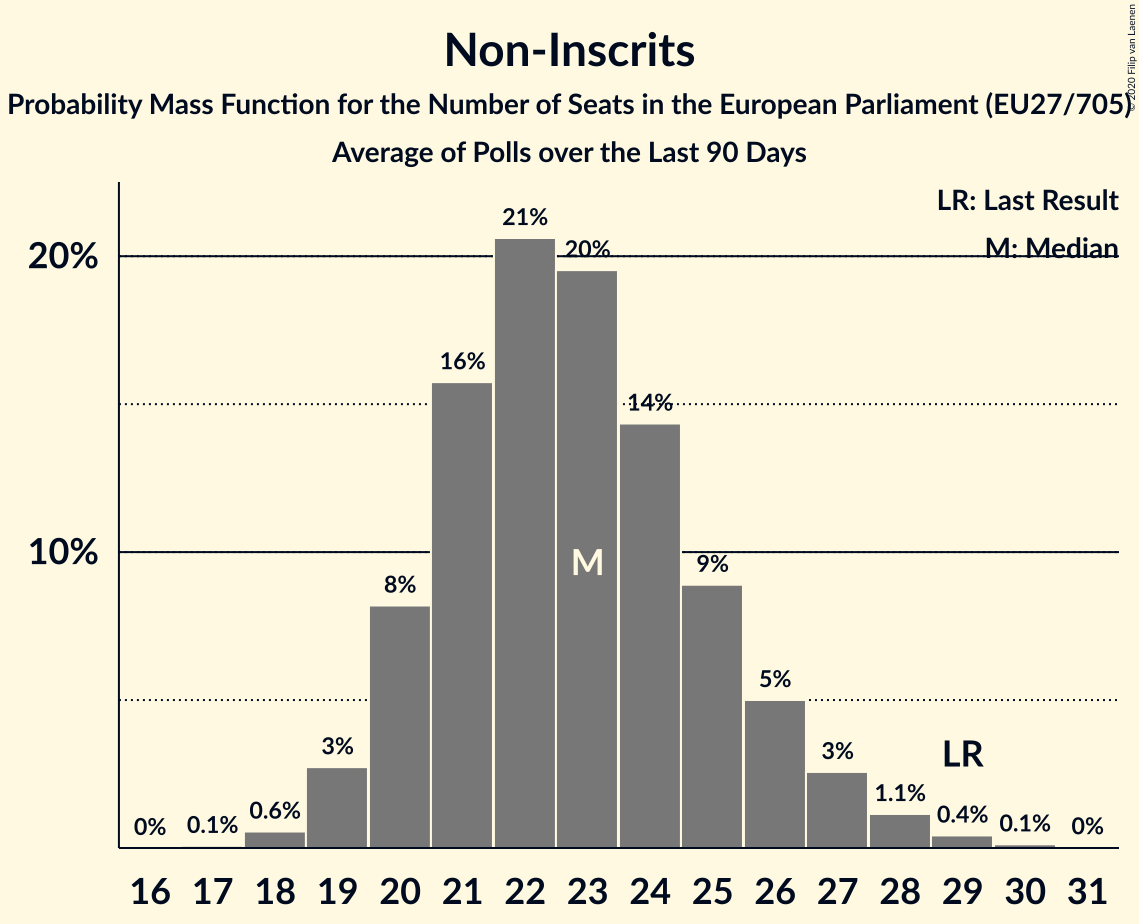 Non-Inscrits
Probability Mass Function for the Number of Seats in the European Parliament (EU27/705)
Average of Polls over the Last 90 Days
© 2020 Filip van Laenen
LR: Last Result
M: Median
20%
10%
0%
0.1%
0.6%
3%
8%
16%
21%
20%
14%
9%
5%
3%
1.1%
0.4%
0.1%
0%
M
LR
16 17 18 19 20 21 22 23 24 25 26 27 28 29 30 31